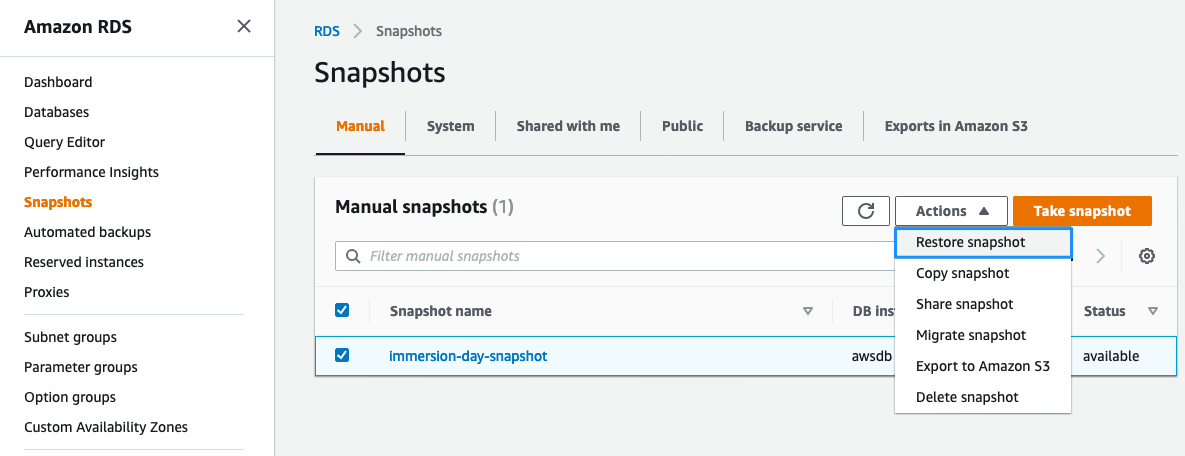 Amazon RDS
Dashboard
Databases
Query Editor
Performance Insights
Snapshots
Automated backups
Reserved instances
Proxies
Subnet groups
Parameter groups
Option groups
Custom Availability Zones
RDS > Snapshots
Snapshots
Manual System Shared with me Public Backup service Exports in Amazon S3
Manual snapshots (1)
Actions Take snapshot
Filter manual snapshots
Restore snapshot
Copy snapshot
Share snapshot
Migrate snapshot
Export to Amazon S3
Delete snapshot
Snapshot name DB Status
immersion-day-snapshot awsdb available